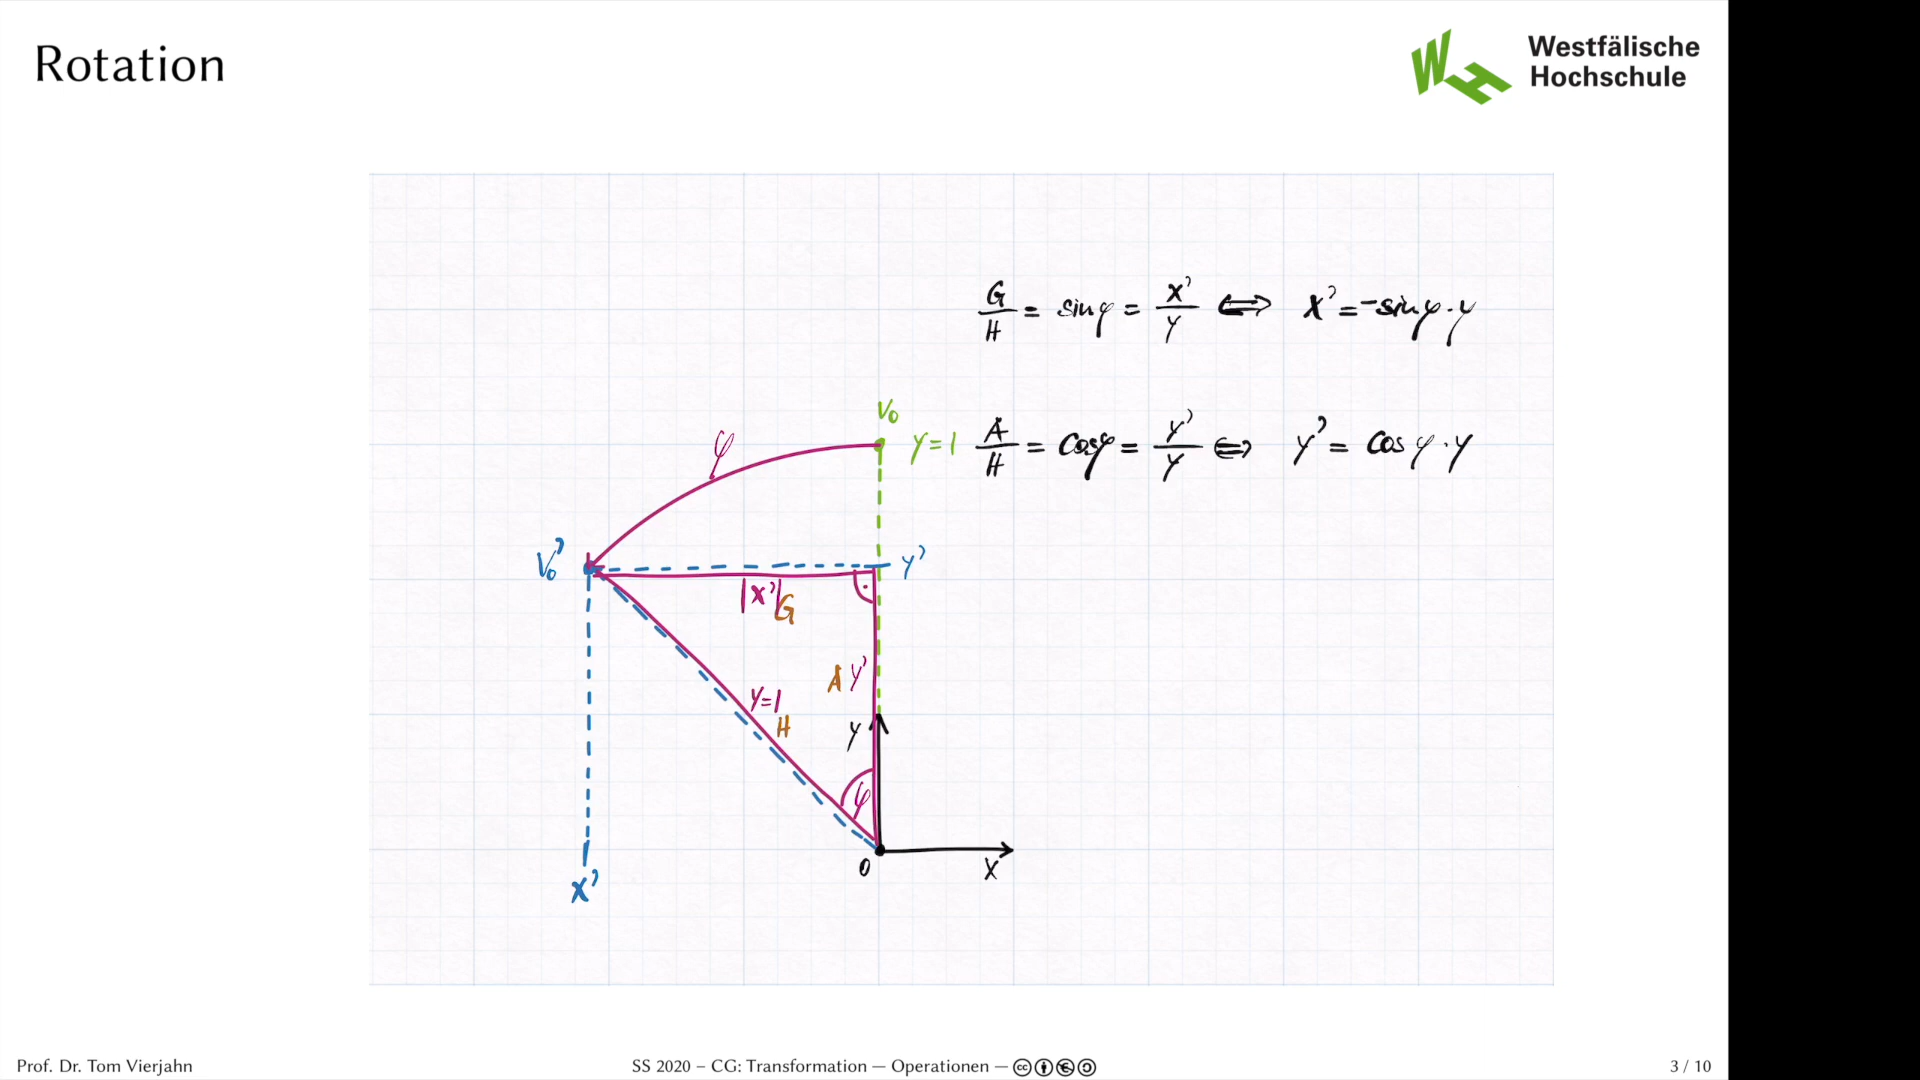 Rotation
Westfälische
Hochschule
G/H = sin φ = x'/y ⟺ x' = -sin φ · y
V₀
φ
y=1
A/H = cos φ = y'/y ⟺ y' = cos φ · y
V₀'
y'
|x'| G
A y'
y=1
H
y
φ
0
x
x'
Prof. Dr. Tom Vierjahn
SS 2020 – CG: Transformation — Operationen —
3 / 10